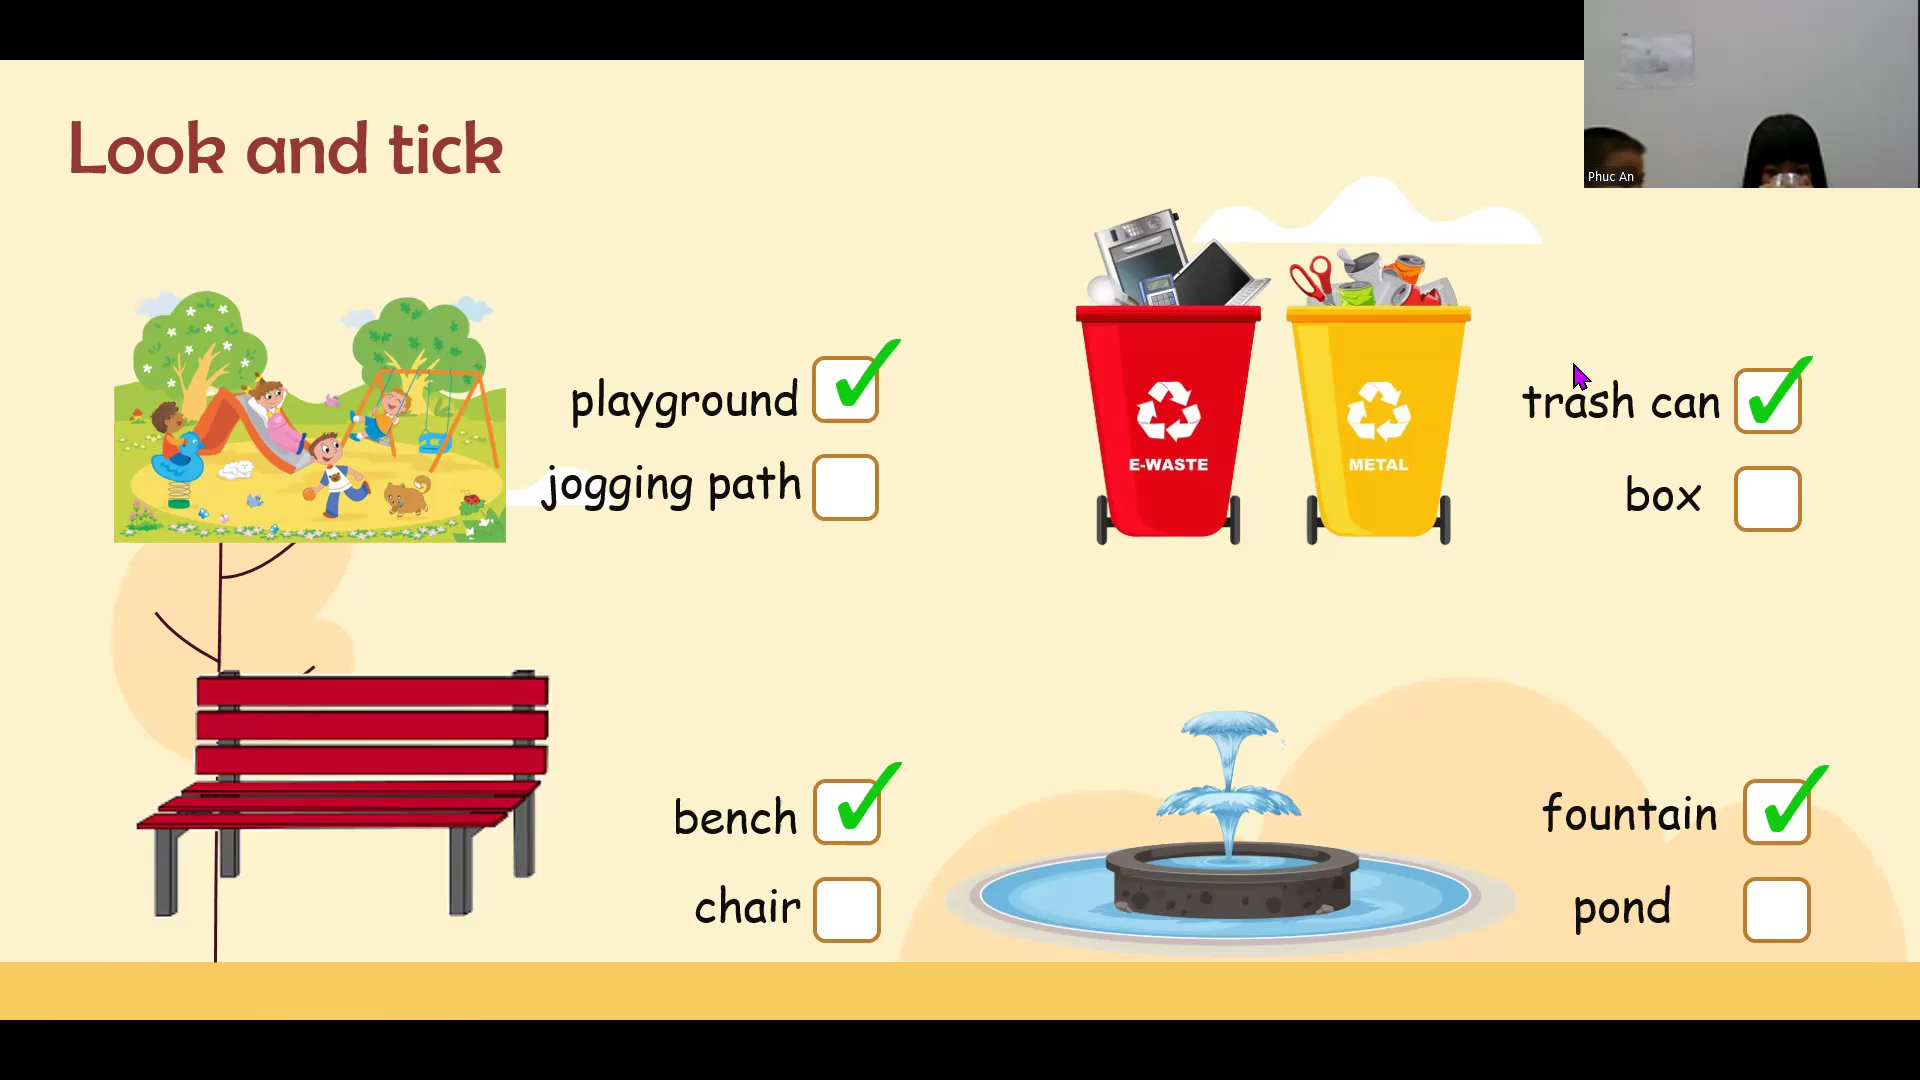 Look and tick
Phuc An
playground
jogging path
E-WASTE
METAL
trash can
box
bench
chair
fountain
pond